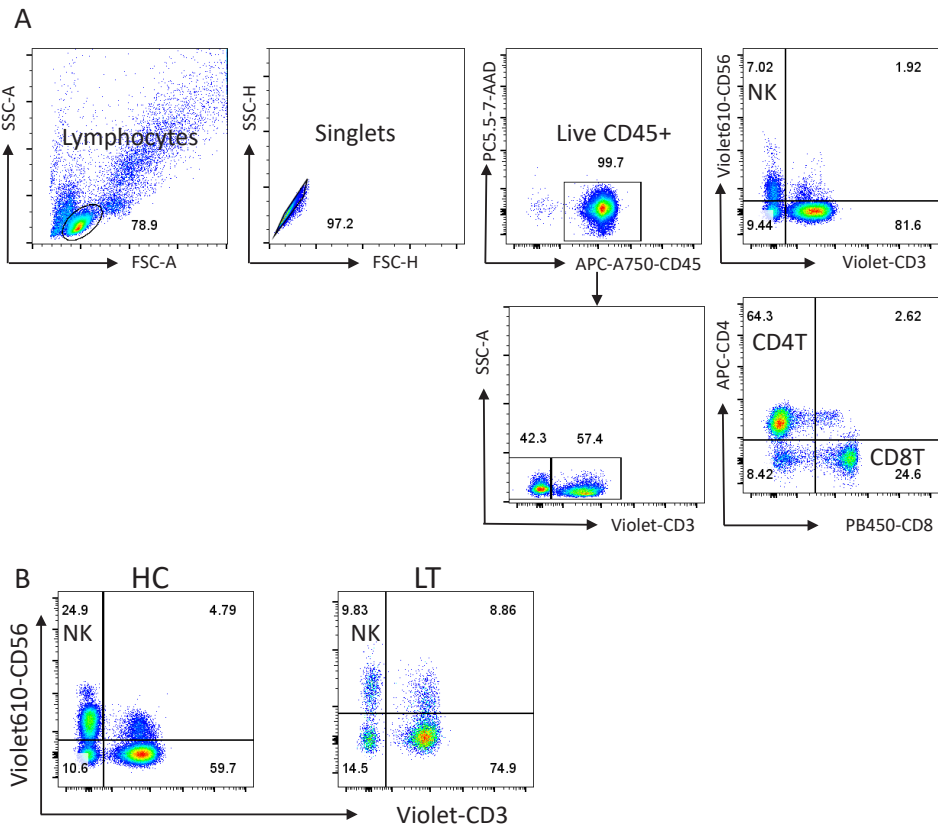 A
SSC-A
Lymphocytes
78.9
FSC-A
SSC-H
Singlets
97.2
FSC-H
PC5.5-7-AAD
Live CD45+
99.7
APC-A750-CD45
Violet610-CD56
7.02
1.92
NK
9.44
81.6
Violet-CD3
SSC-A
42.3
57.4
Violet-CD3
APC-CD4
64.3
2.62
CD4T
CD8T
8.42
24.6
PB450-CD8
B
HC
LT
Violet610-CD56
24.9
4.79
NK
10.6
59.7
9.83
8.86
NK
14.5
74.9
Violet-CD3